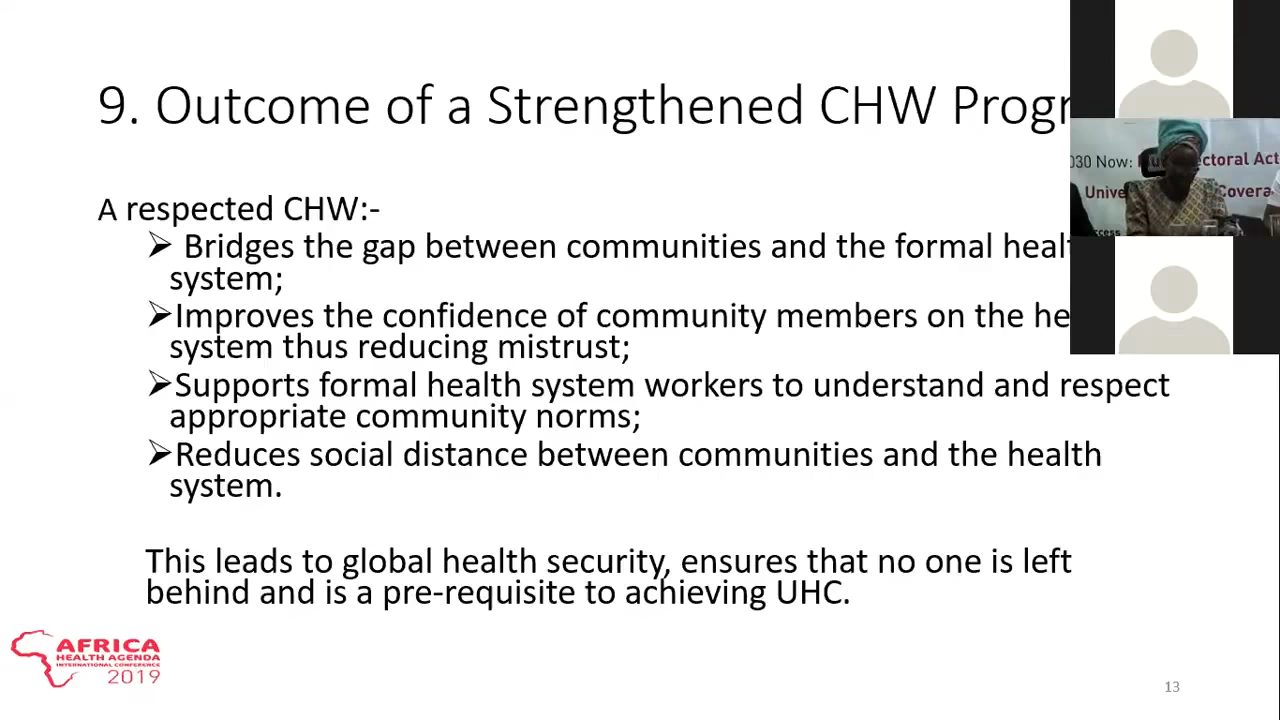 9. Outcome of a Strengthened CHW Progr
A respected CHW:-
➢ Bridges the gap between communities and the formal healt
system;
➢Improves the confidence of community members on the he
system thus reducing mistrust;
➢Supports formal health system workers to understand and respect
appropriate community norms;
➢Reduces social distance between communities and the health
system.
This leads to global health security, ensures that no one is left
behind and is a pre-requisite to achieving UHC.
AFRICA
HEALTH AGENDA
INTERNATIONAL CONFERENCE
2019
13
030 Now: ectoral Act
Unive Covera